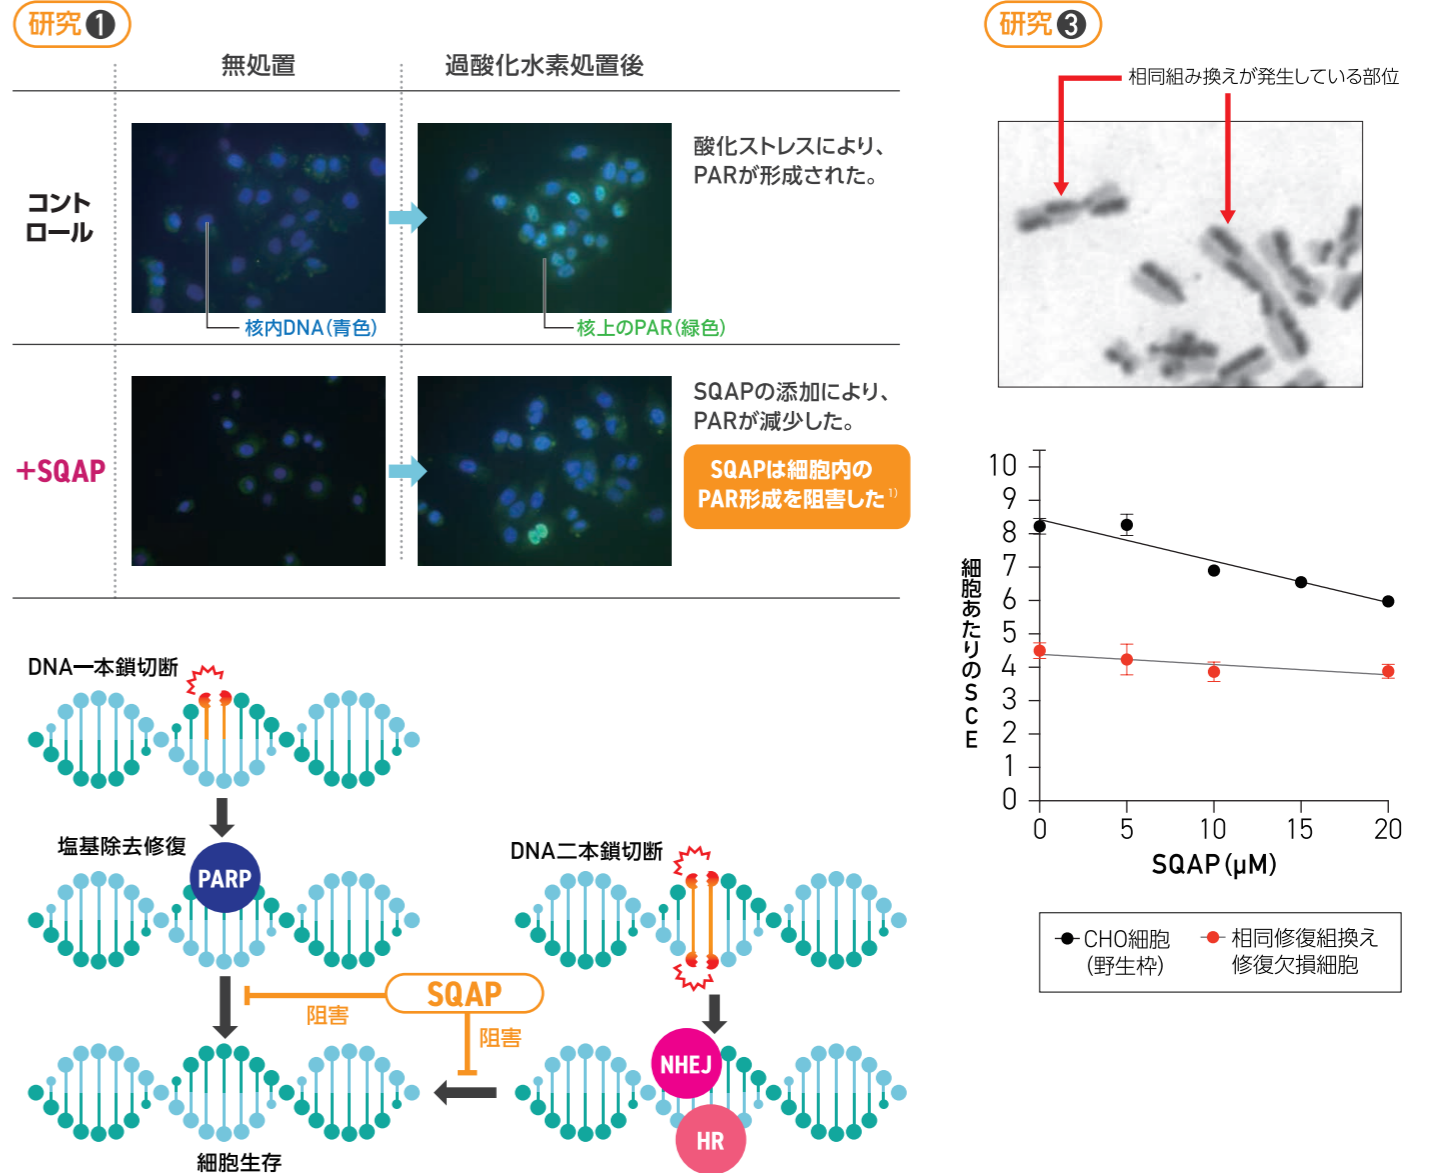 研究❶
無処置
過酸化水素処置後
コント
ロール
酸化ストレスにより、
PARが形成された。
核内DNA(青色)
核上のPAR(緑色)
+SQAP
SQAPの添加により、
PARが減少した。
SQAPは細胞内の
PAR形成を阻害した1)
DNA一本鎖切断
塩基除去修復
PARP
DNA二本鎖切断
SQAP
阻害
阻害
NHEJ
HR
細胞生存
研究❸
相同組み換えが発生している部位
細胞あたりのSCE
10
9
8
7
6
5
4
3
2
1
0
0 5 10 15 20
SQAP(μM)
CHO細胞
(野生枠)
相同修復組換え
修復欠損細胞